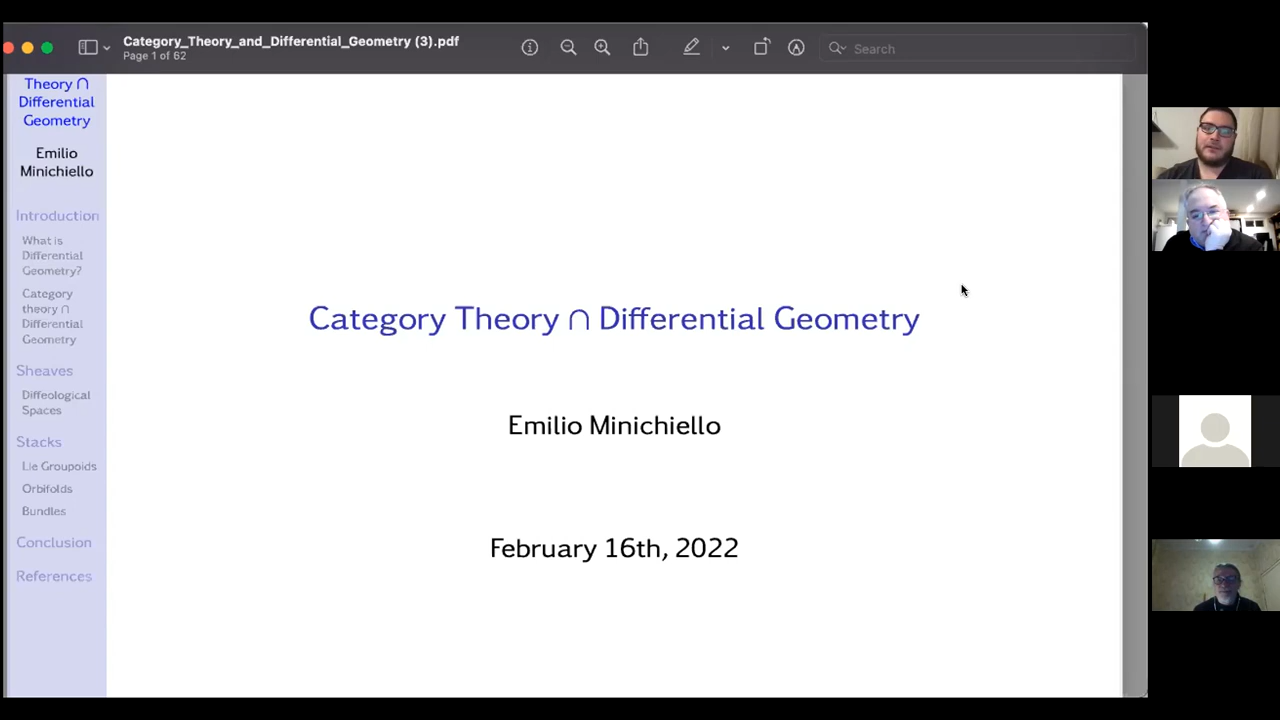 Category_Theory_and_Differential_Geometry (3).pdf
Page 1 of 62
Search
Theory ∩
Differential
Geometry
Emilio
Minichiello
Introduction
What is
Differential
Geometry?
Category
theory ∩
Differential
Geometry
Sheaves
Diffeological
Spaces
Stacks
Lie Groupoids
Orbifolds
Bundles
Conclusion
References
Category Theory ∩ Differential Geometry
Emilio Minichiello
February 16th, 2022